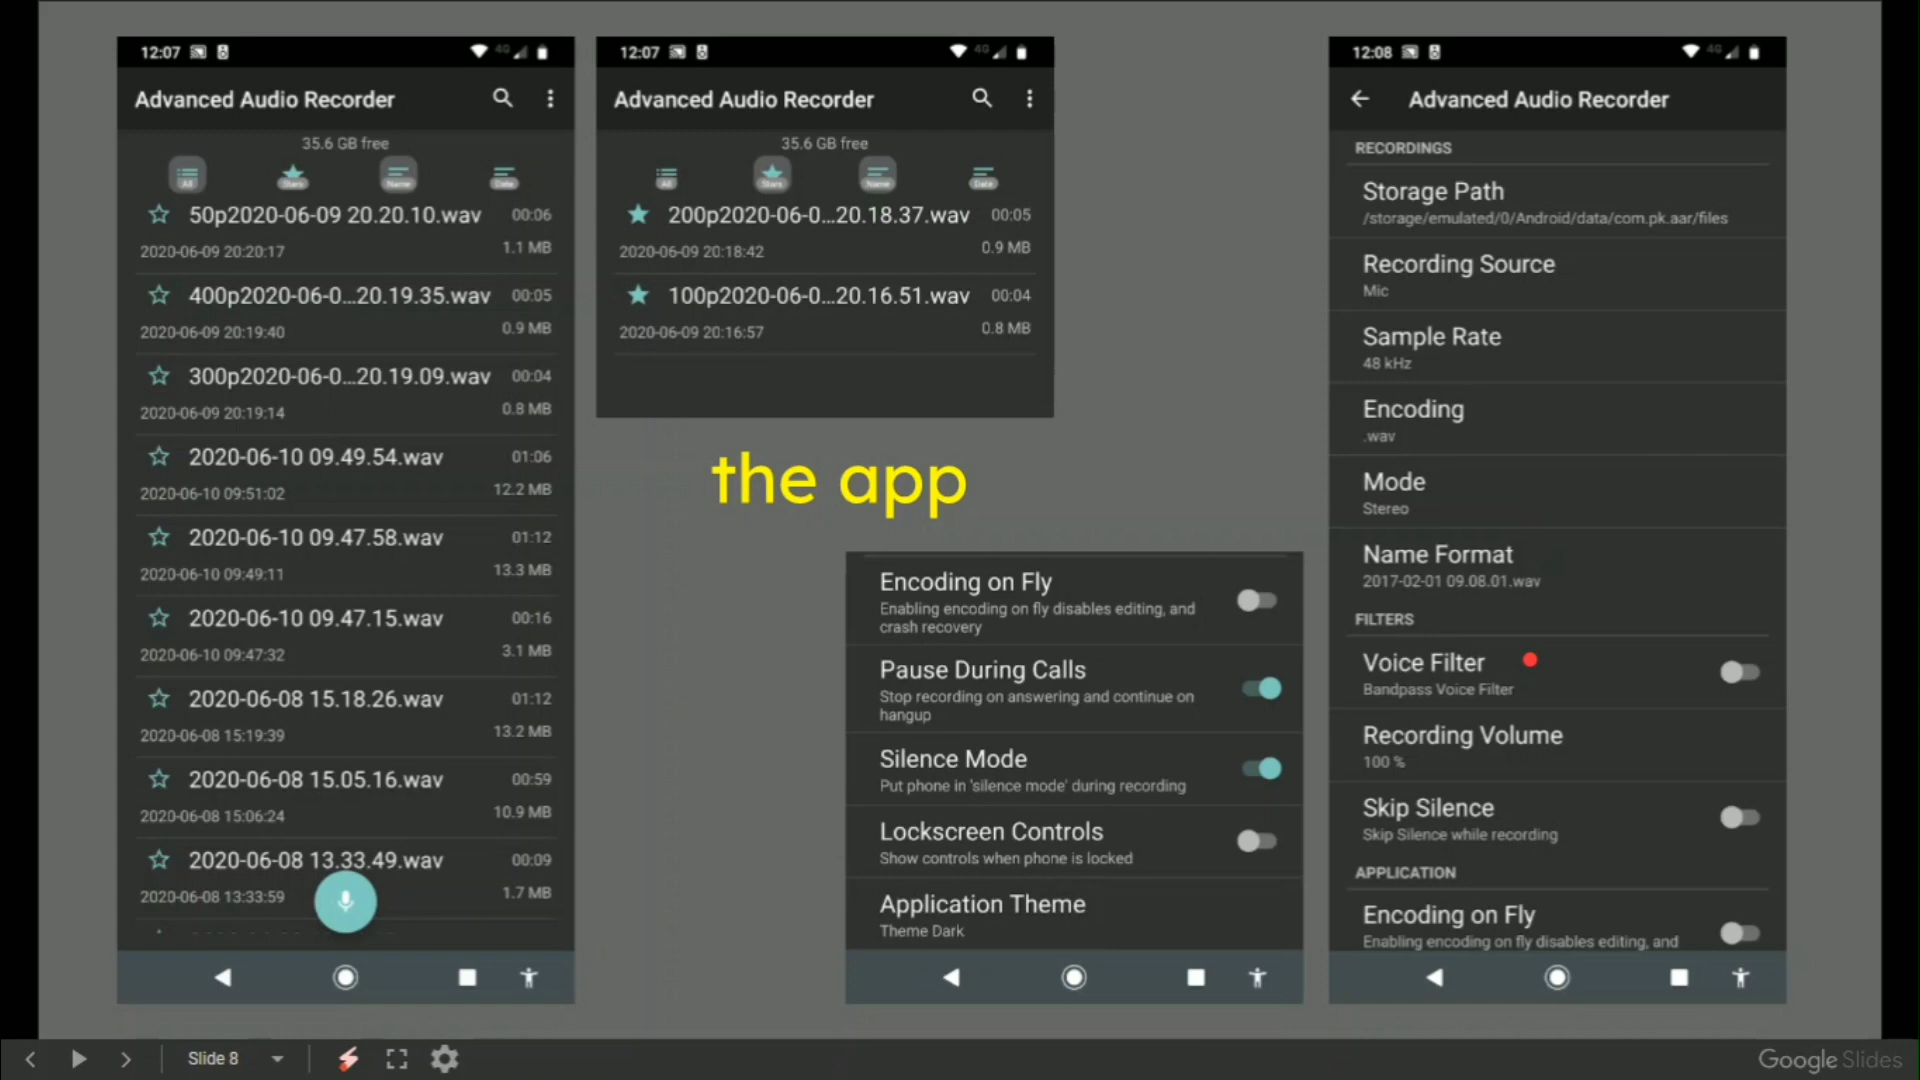 12:07
4G
Advanced Audio Recorder
35.6 GB free
All
Stars
Name
Date
50p2020-06-09 20.20.10.wav 00:06
2020-06-09 20:20:17 1.1 MB
400p2020-06-0...20.19.35.wav 00:05
2020-06-09 20:19:40 0.9 MB
300p2020-06-0...20.19.09.wav 00:04
2020-06-09 20:19:14 0.8 MB
2020-06-10 09.49.54.wav 01:06
2020-06-10 09:51:02 12.2 MB
2020-06-10 09.47.58.wav 01:12
2020-06-10 09:49:11 13.3 MB
2020-06-10 09.47.15.wav 00:16
2020-06-10 09:47:32 3.1 MB
2020-06-08 15.18.26.wav 01:12
2020-06-08 15:19:39 13.2 MB
2020-06-08 15.05.16.wav 00:59
2020-06-08 15:06:24 10.9 MB
2020-06-08 13.33.49.wav 00:09
2020-06-08 13:33:59 1.7 MB
12:07
4G
Advanced Audio Recorder
35.6 GB free
All
Stars
Name
Date
200p2020-06-0...20.18.37.wav 00:05
2020-06-09 20:18:42 0.9 MB
100p2020-06-0...20.16.51.wav 00:04
2020-06-09 20:16:57 0.8 MB
the app
Encoding on Fly
Enabling encoding on fly disables editing, and
crash recovery
Pause During Calls
Stop recording on answering and continue on
hangup
Silence Mode
Put phone in 'silence mode' during recording
Lockscreen Controls
Show controls when phone is locked
Application Theme
Theme Dark
12:08
4G
Advanced Audio Recorder
RECORDINGS
Storage Path
/storage/emulated/0/Android/data/com.pk.aar/files
Recording Source
Mic
Sample Rate
48 kHz
Encoding
.wav
Mode
Stereo
Name Format
2017-02-01 09.08.01.wav
FILTERS
Voice Filter
Bandpass Voice Filter
Recording Volume
100 %
Skip Silence
Skip Silence while recording
APPLICATION
Encoding on Fly
Enabling encoding on fly disables editing, and
Slide 8
Google Slides